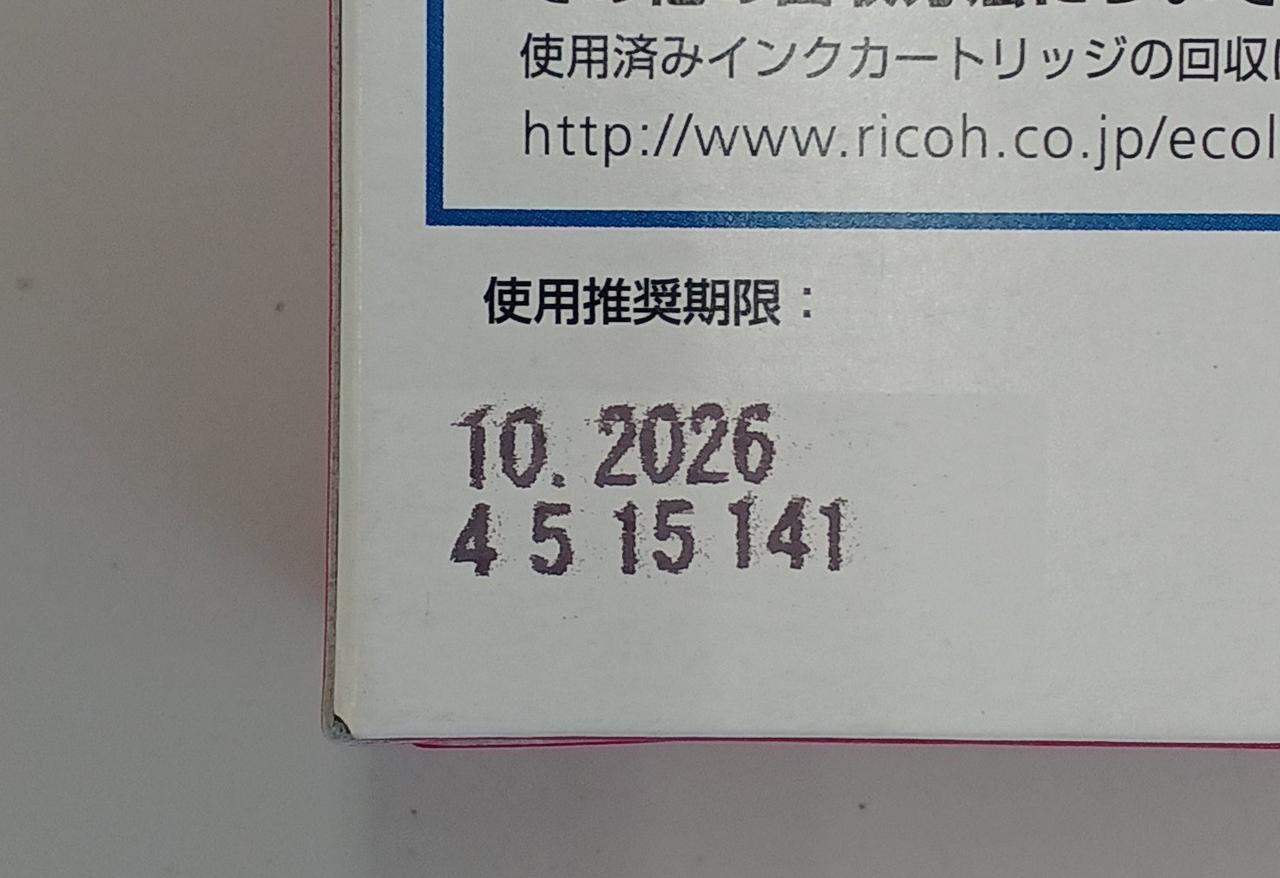 使用済みインクカートリッジの回収
http://www.ricoh.co.jp/ecol
使用推奨期限：
10. 2026
4 5 15 141